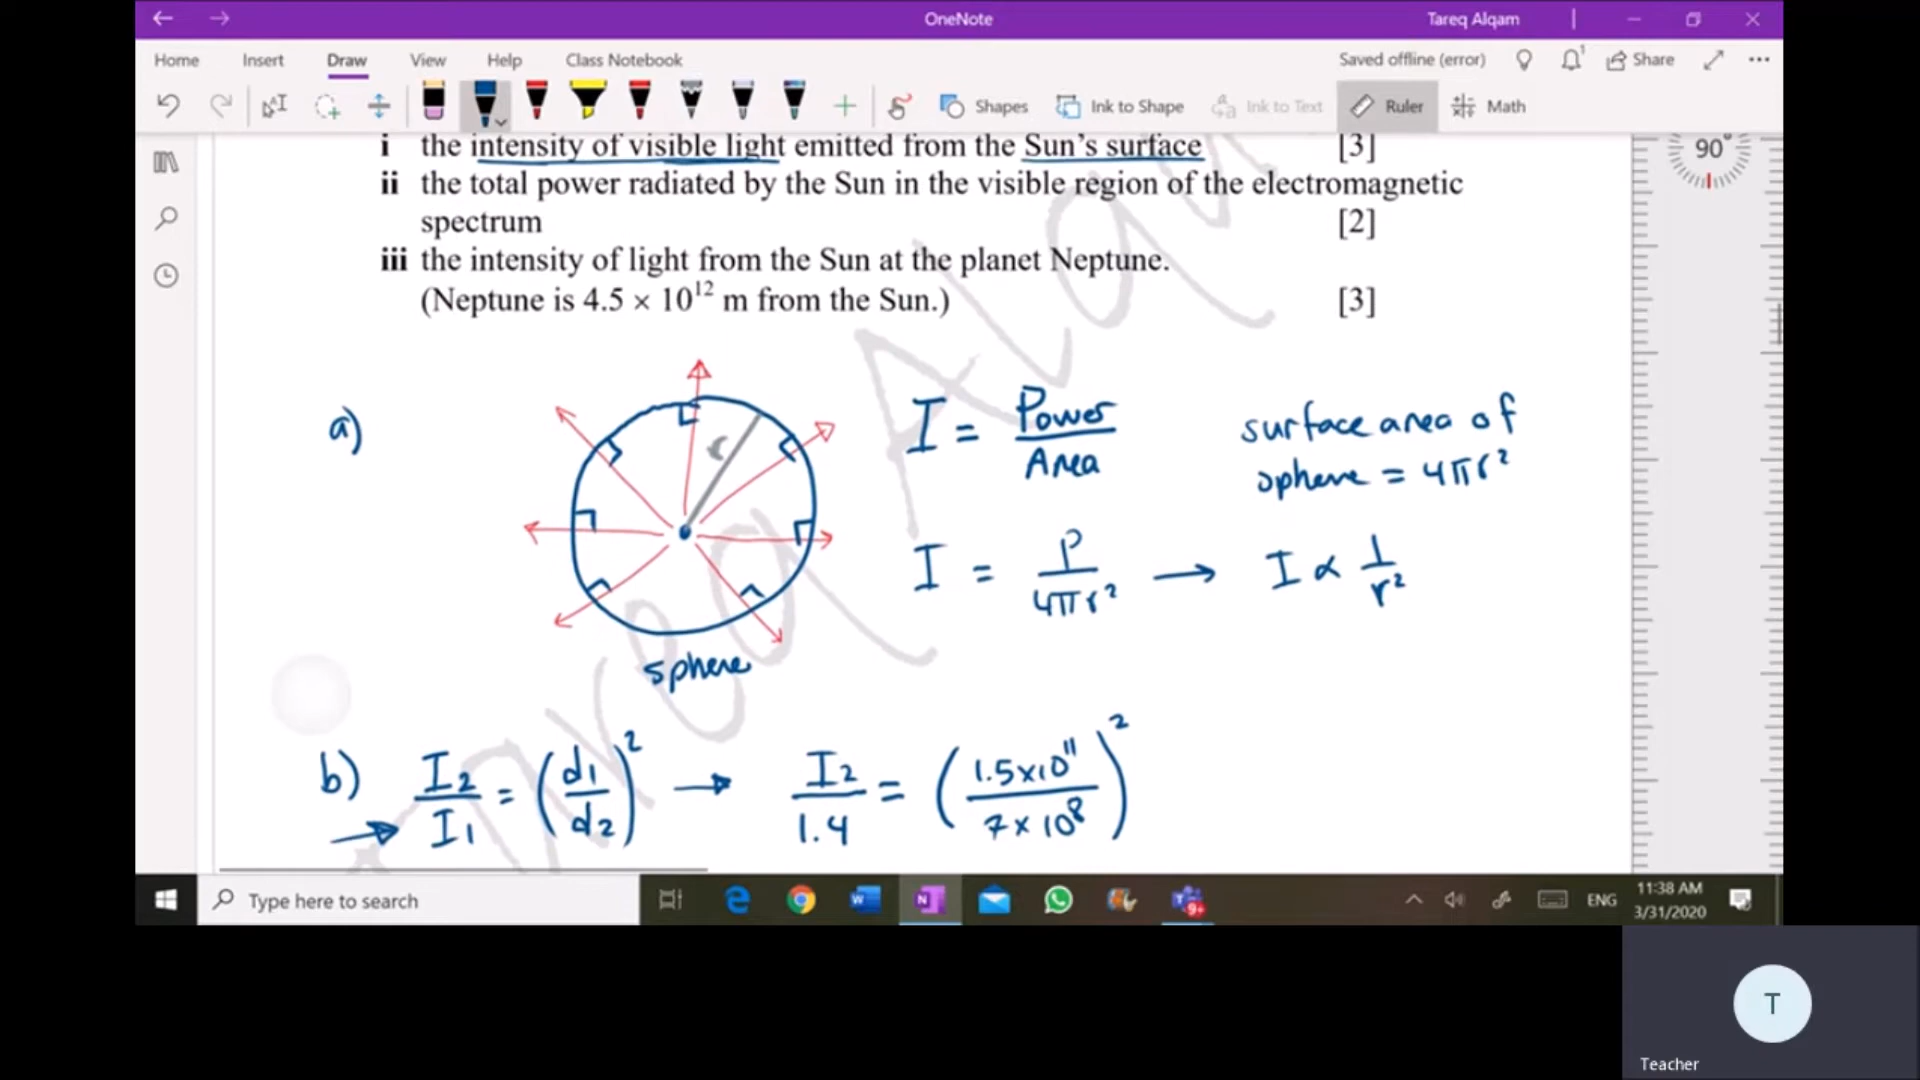 OneNote
Tareq Alqam
Home Insert Draw View Help Class Notebook
Saved offline (error) 1 Share
Shapes Ink to Shape Ink to Text Ruler Math
i the intensity of visible light emitted from the Sun's surface [3]
ii the total power radiated by the Sun in the visible region of the electromagnetic
spectrum [2]
iii the intensity of light from the Sun at the planet Neptune.
(Neptune is 4.5 × 10¹² m from the Sun.) [3]
90°
a)
r
sphere
I = Power / Area
surface area of
sphere = 4πr²
I = P / 4πr² → I ∝ 1 / r²
b) I₂ / I₁ = (d₁ / d₂)² → I₂ / 1.4 = (1.5×10¹¹ / 7×10⁸)²
Tareq Alqam
Type here to search
9+
ENG
11:38 AM
3/31/2020
T
Teacher